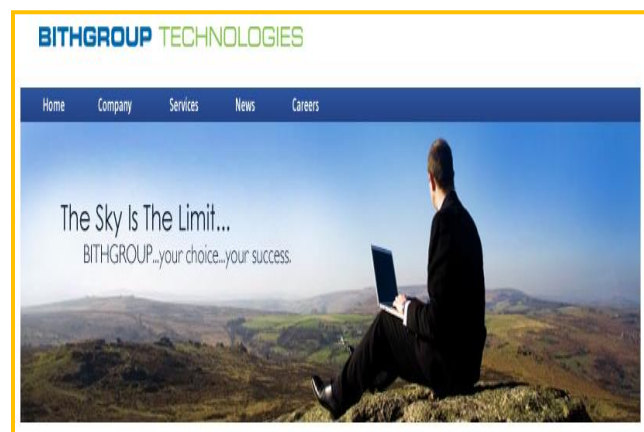 BITHGROUP TECHNOLOGIES
Home Company Services News Careers
The Sky Is The Limit...
BITHGROUP...your choice...your success.